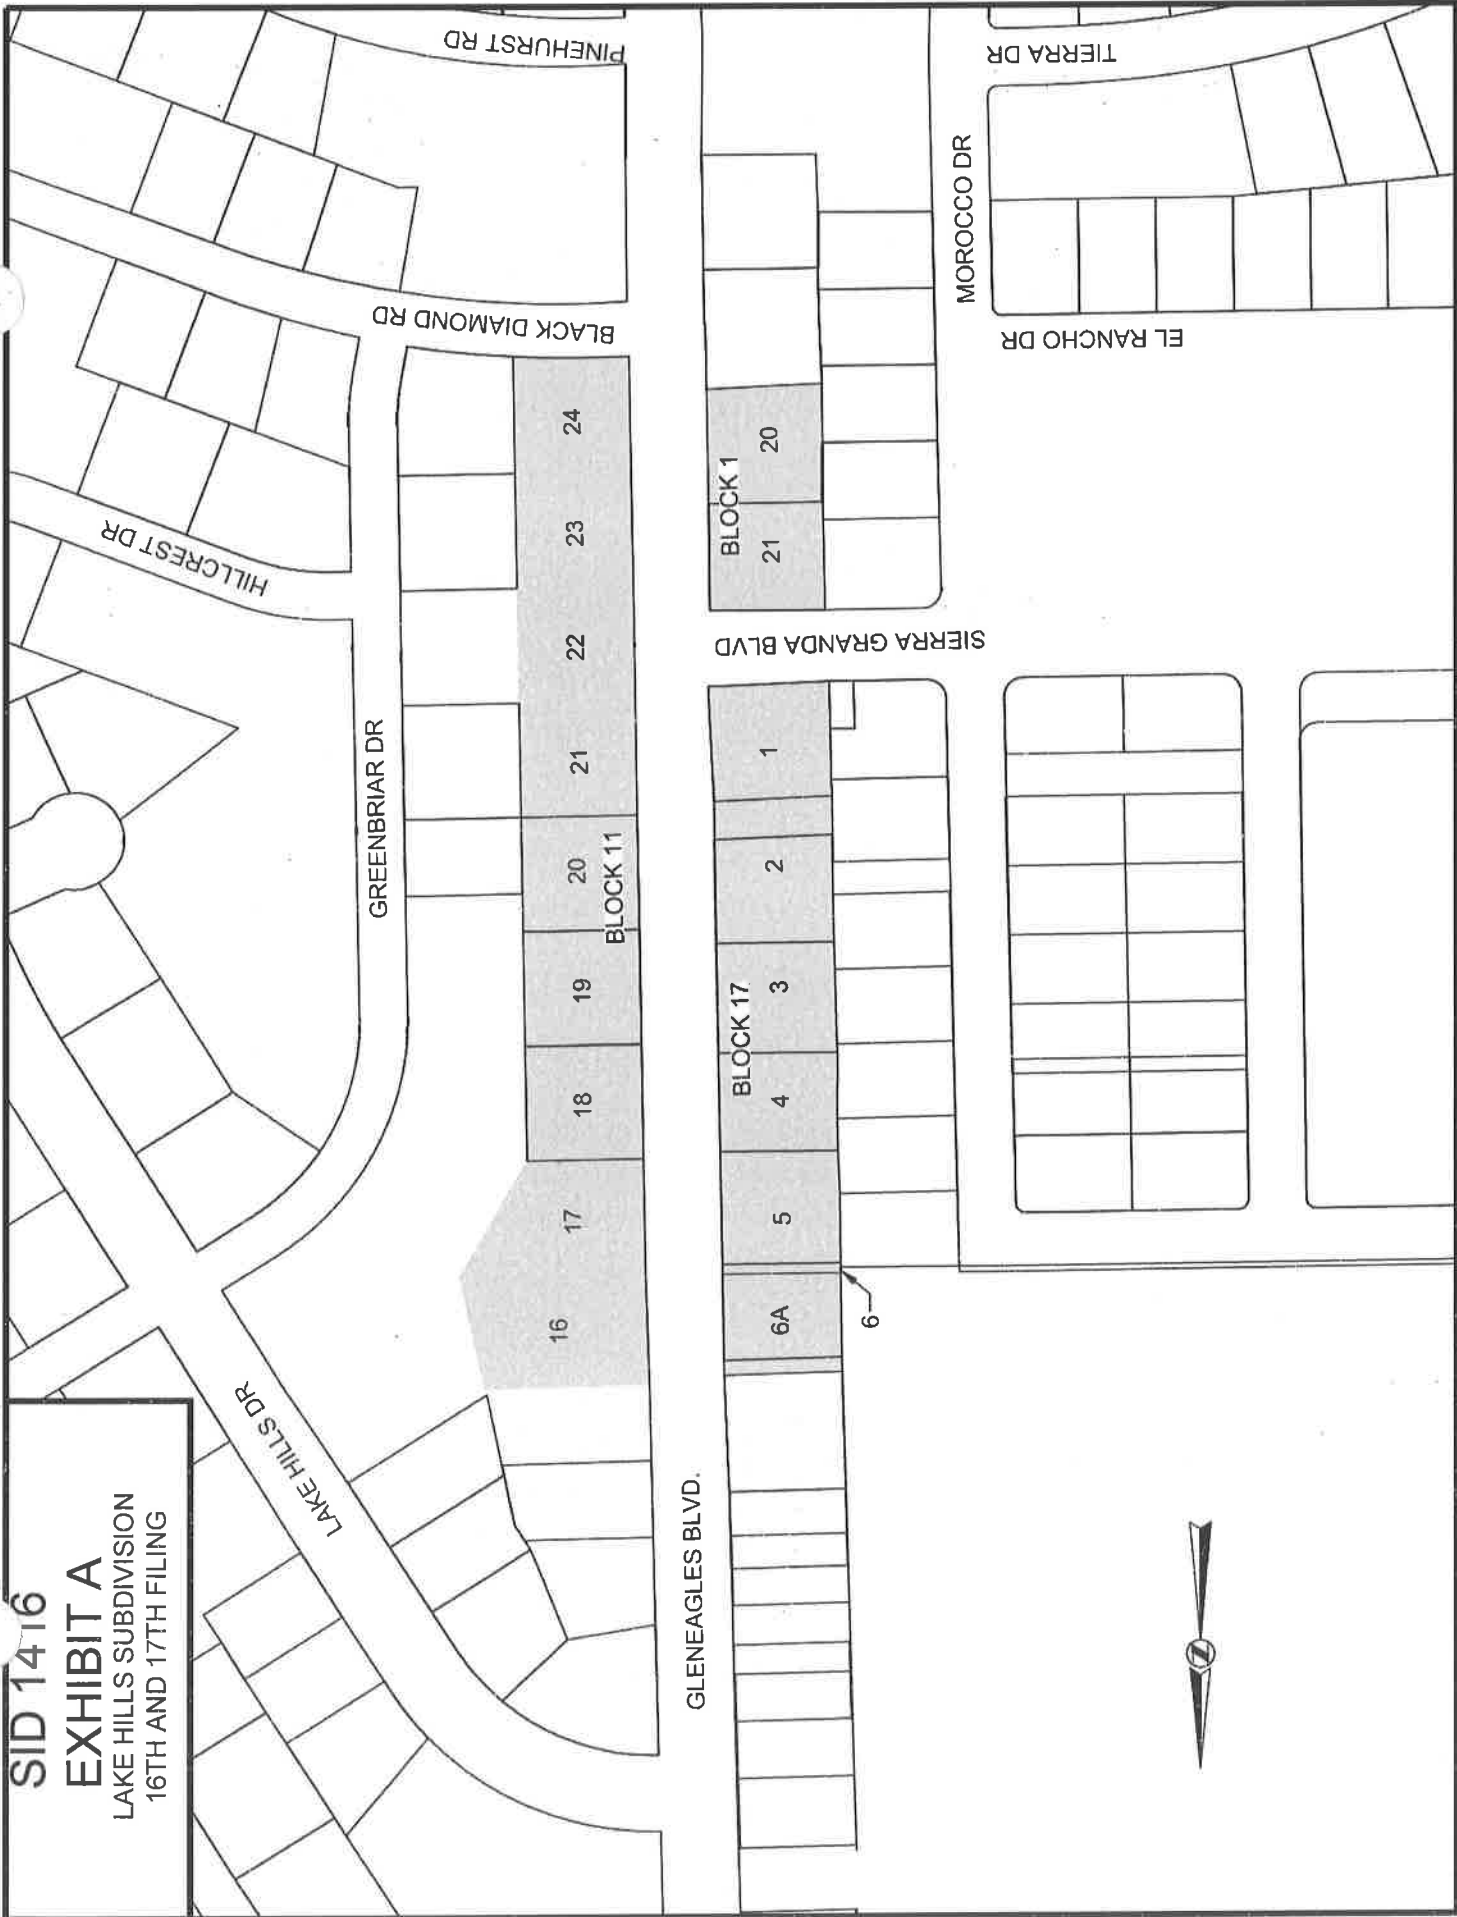 SID 1416
EXHIBIT A
LAKE HILLS SUBDIVISION
16TH AND 17TH FILING
PINEHURST RD
TIERRA DR
BLACK DIAMOND RD
MOROCCO DR
EL RANCHO DR
HILLCREST DR
GREENBRIAR DR
SIERRA GRANDA BLVD
LAKE HILLS DR
GLENEAGLES BLVD.
24
23
22
21
20
BLOCK 11
19
18
17
16
BLOCK 1
20
21
1
2
BLOCK 17
3
4
5
6A
6
N